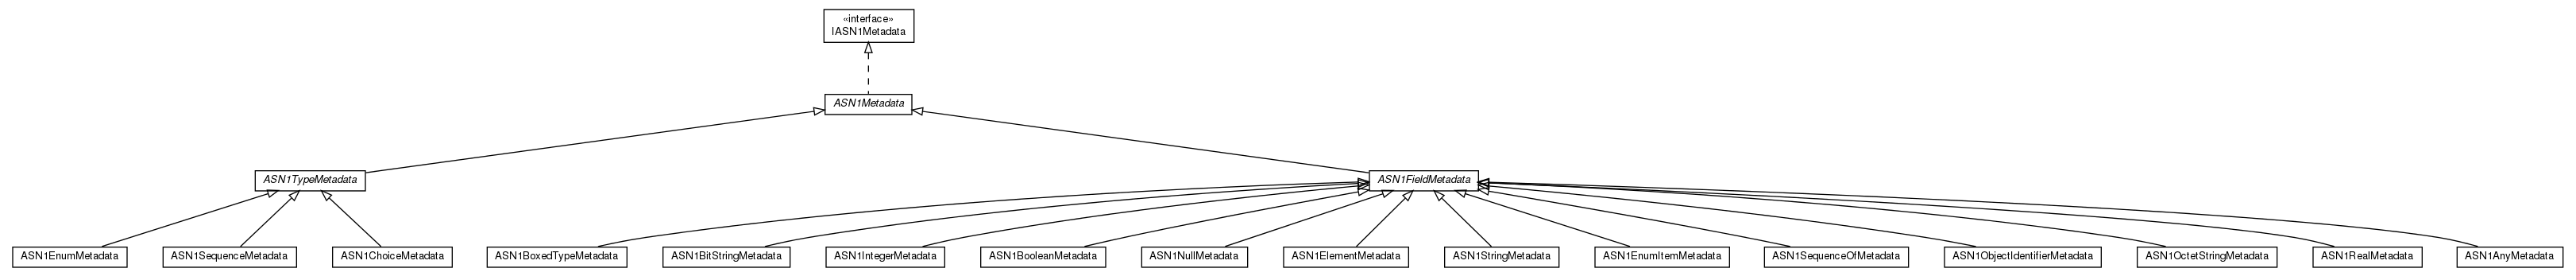 «interface»
IASN1Metadata
ASN1Metadata
ASN1TypeMetadata
ASN1FieldMetadata
ASN1EnumMetadata
ASN1SequenceMetadata
ASN1ChoiceMetadata
ASN1BoxedTypeMetadata
ASN1BitStringMetadata
ASN1IntegerMetadata
ASN1BooleanMetadata
ASN1NullMetadata
ASN1ElementMetadata
ASN1StringMetadata
ASN1EnumItemMetadata
ASN1SequenceOfMetadata
ASN1ObjectIdentifierMetadata
ASN1OctetStringMetadata
ASN1RealMetadata
ASN1AnyMetadata